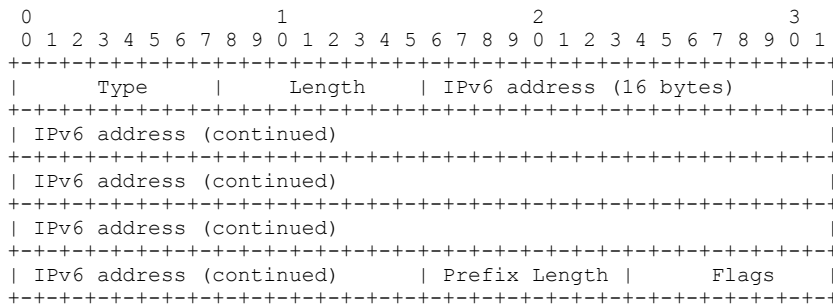 0                   1                   2                   3
 0 1 2 3 4 5 6 7 8 9 0 1 2 3 4 5 6 7 8 9 0 1 2 3 4 5 6 7 8 9 0 1
+-+-+-+-+-+-+-+-+-+-+-+-+-+-+-+-+-+-+-+-+-+-+-+-+-+-+-+-+-+-+-+-+
|      Type     |     Length    | IPv6 address (16 bytes)       |
+-+-+-+-+-+-+-+-+-+-+-+-+-+-+-+-+-+-+-+-+-+-+-+-+-+-+-+-+-+-+-+-+
| IPv6 address (continued)                                      |
+-+-+-+-+-+-+-+-+-+-+-+-+-+-+-+-+-+-+-+-+-+-+-+-+-+-+-+-+-+-+-+-+
| IPv6 address (continued)                                      |
+-+-+-+-+-+-+-+-+-+-+-+-+-+-+-+-+-+-+-+-+-+-+-+-+-+-+-+-+-+-+-+-+
| IPv6 address (continued)                                      |
+-+-+-+-+-+-+-+-+-+-+-+-+-+-+-+-+-+-+-+-+-+-+-+-+-+-+-+-+-+-+-+-+
| IPv6 address (continued)      | Prefix Length |     Flags     |
+-+-+-+-+-+-+-+-+-+-+-+-+-+-+-+-+-+-+-+-+-+-+-+-+-+-+-+-+-+-+-+-+